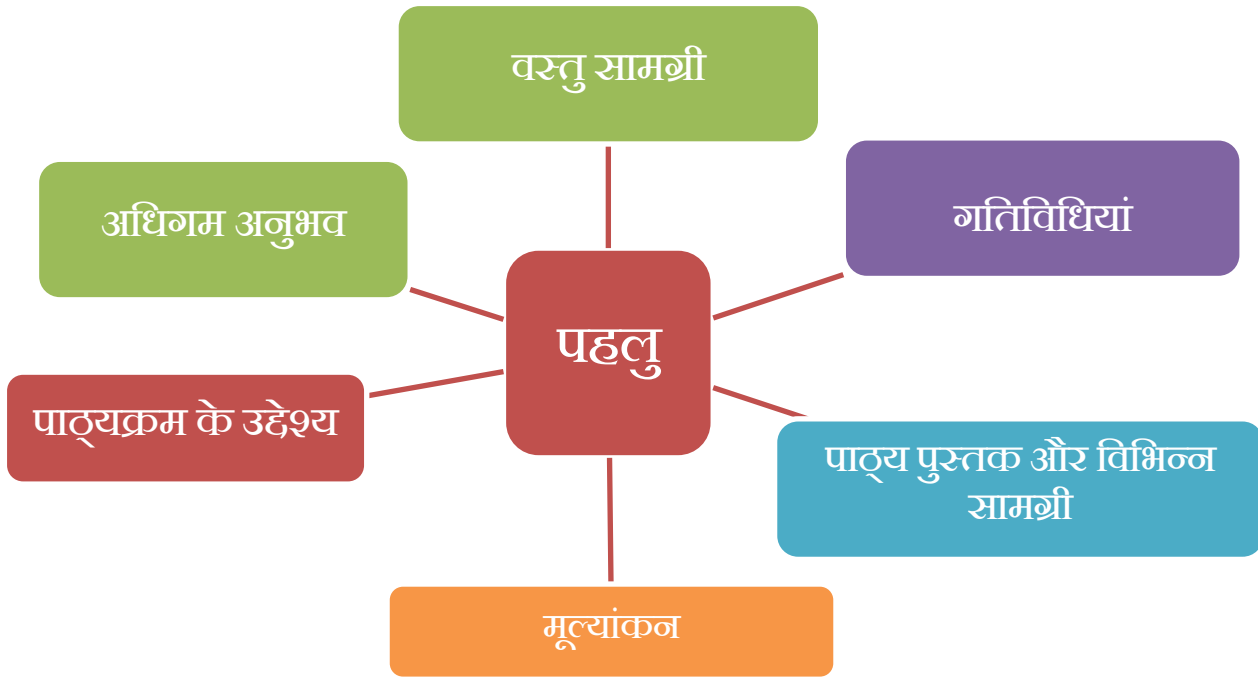 वस्तु सामग्री
गतिविधियां
अधिगम अनुभव
पहलु
पाठ्यक्रम के उद्देश्य
पाठ्य पुस्तक और विभिन्न
सामग्री
मूल्यांकन